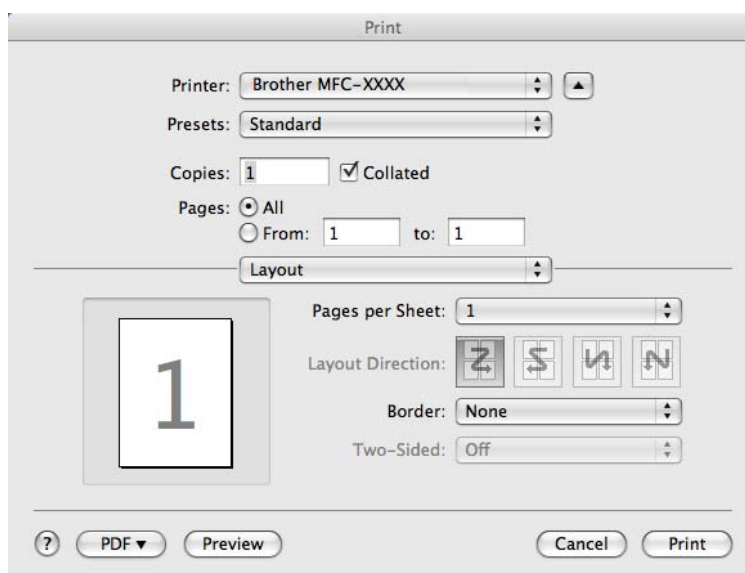 Print
Printer: Brother MFC-XXXX
Presets: Standard
Copies: 1 Collated
Pages: All
From: 1 to: 1
Layout
Pages per Sheet: 1
1
Layout Direction:
Border: None
Two-Sided: Off
? PDF Preview Cancel Print